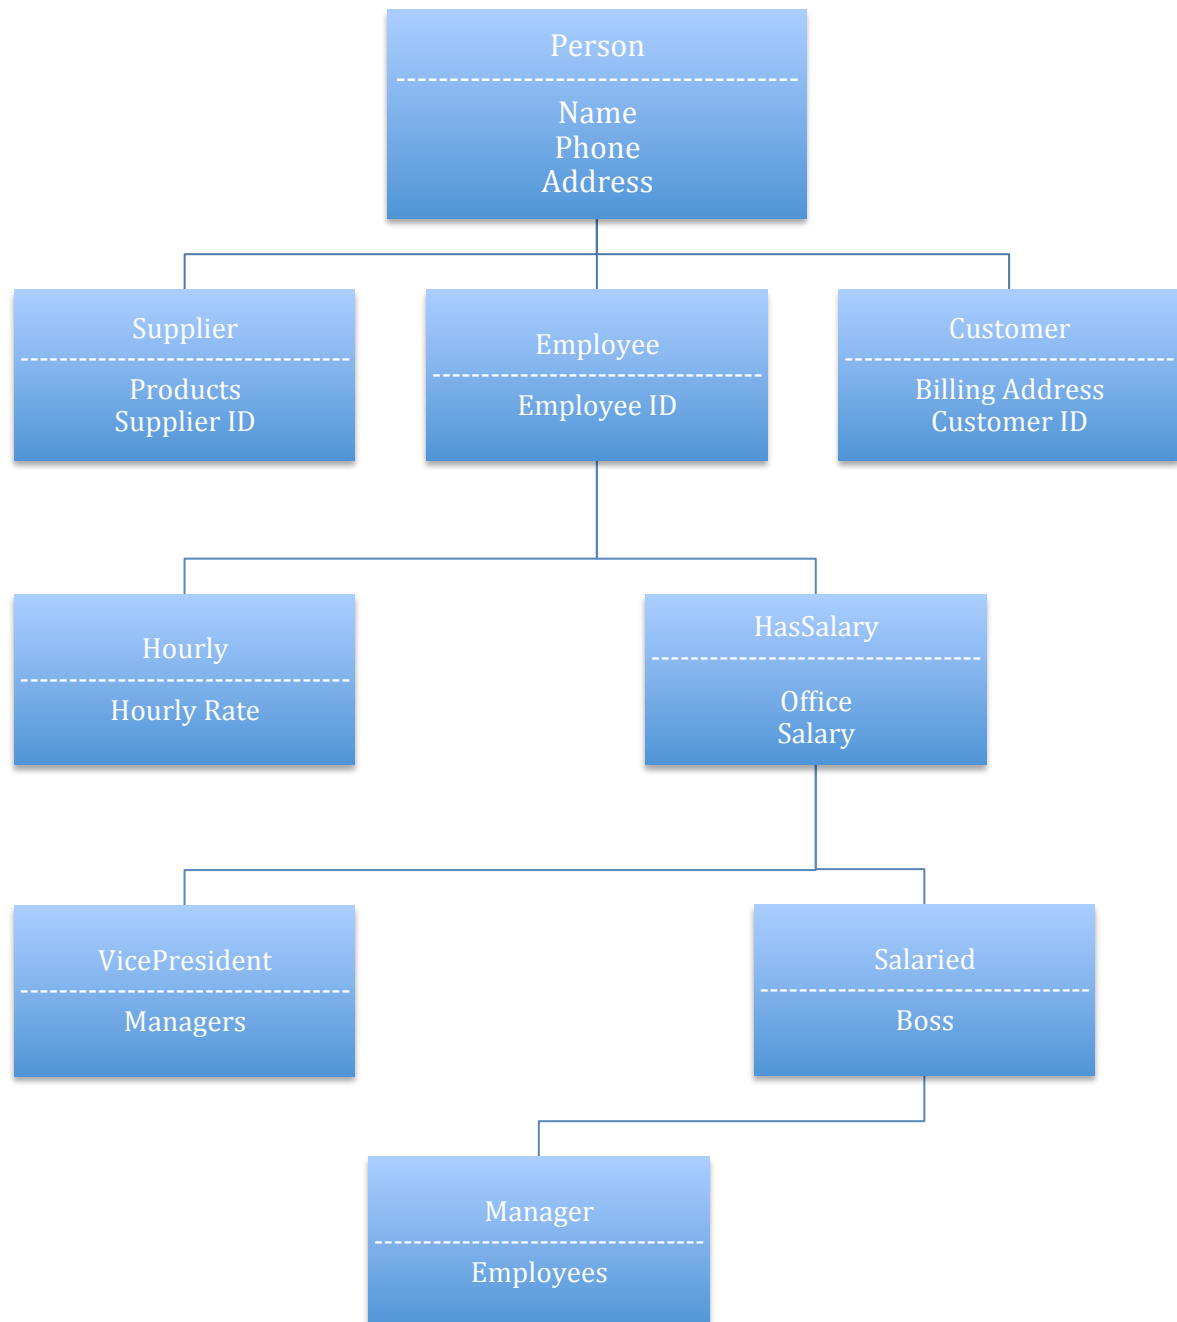 Person
Name
Phone
Address
Supplier
Products
Supplier ID
Employee
Employee ID
Customer
Billing Address
Customer ID
Hourly
Hourly Rate
HasSalary
Office
Salary
VicePresident
Managers
Salaried
Boss
Manager
Employees